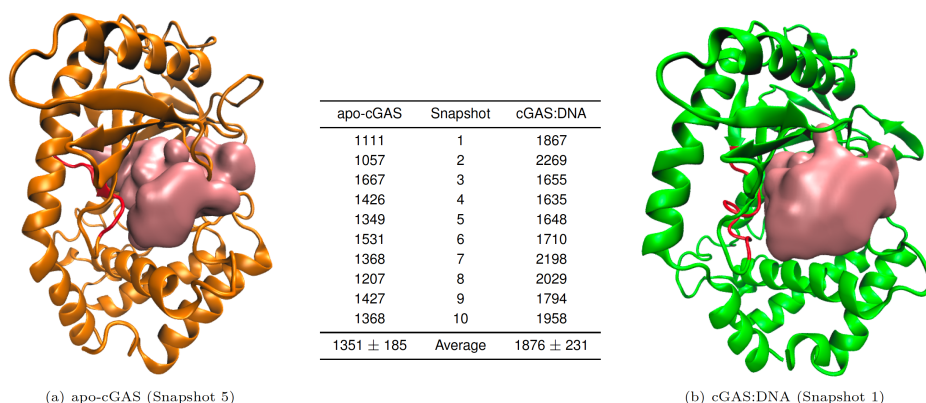 apo-cGAS Snapshot cGAS:DNA
1111 1 1867
1057 2 2269
1667 3 1655
1426 4 1635
1349 5 1648
1531 6 1710
1368 7 2198
1207 8 2029
1427 9 1794
1368 10 1958
1351 ± 185 Average 1876 ± 231
(a) apo-cGAS (Snapshot 5)
(b) cGAS:DNA (Snapshot 1)